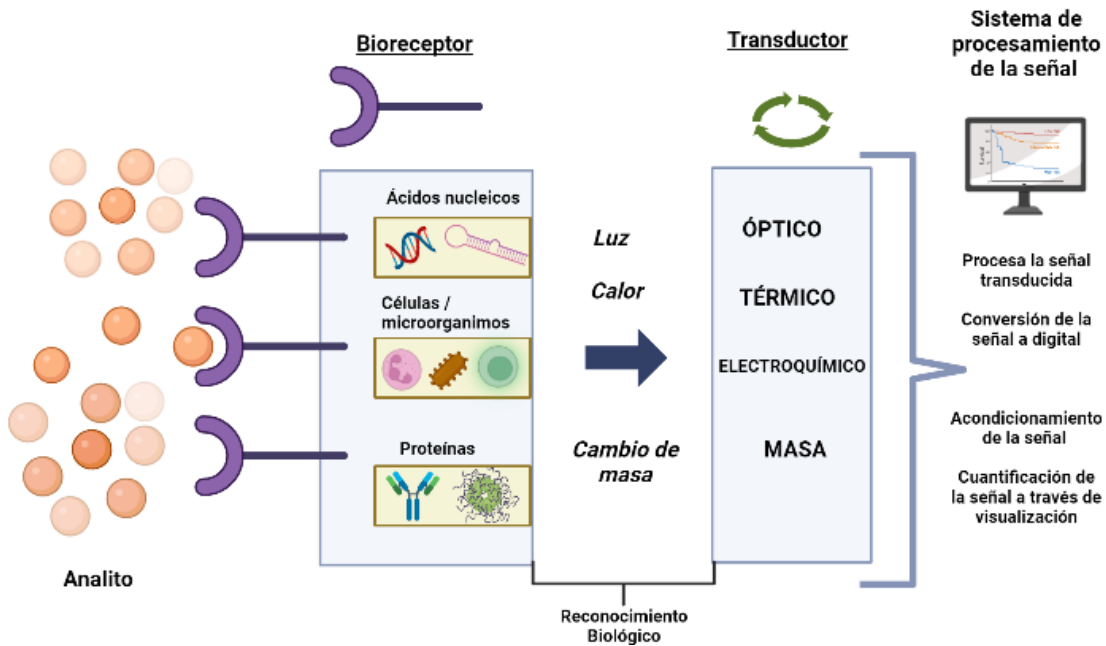 Bioreceptor
Transductor
Sistema de
procesamiento
de la señal
Ácidos nucleicos
Células /
microorganimos
Proteínas
Analito
Luz
Calor
Cambio de
masa
Reconocimiento
Biológico
ÓPTICO
TÉRMICO
ELECTROQUÍMICO
MASA
Procesa la señal
transducida
Conversión de la
señal a digital
Acondicionamiento
de la señal
Cuantificación de
la señal a través de
visualización